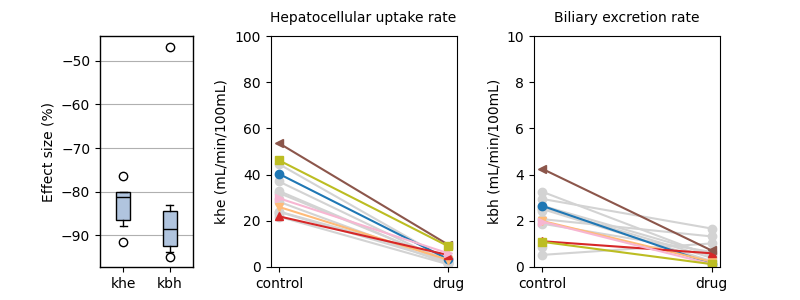 Hepatocellular uptake rate
Biliary excretion rate
Effect size (%)
−50
−60
−70
−80
−90
khe
kbh
khe (mL/min/100mL)
100
80
60
40
20
0
control
drug
kbh (mL/min/100mL)
10
8
6
4
2
0
control
drug